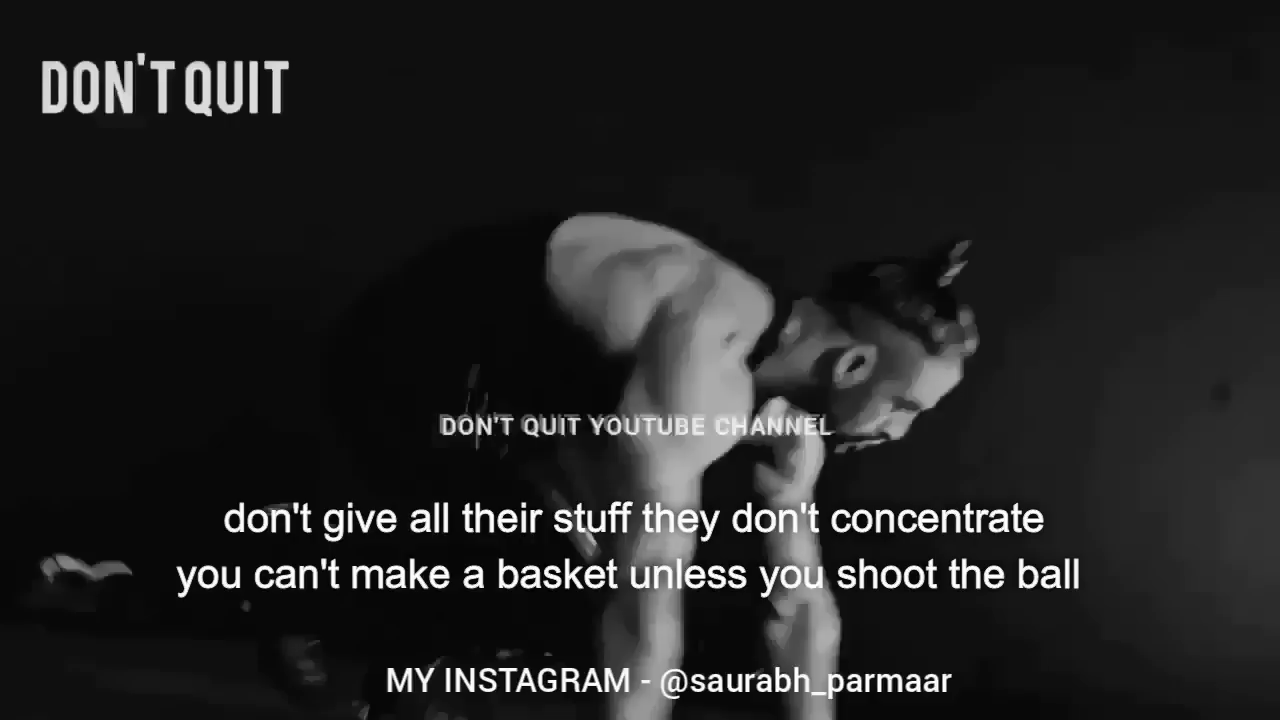 DON'T QUIT
DON'T QUIT YOUTUBE CHANNEL
don't give all their stuff they don't concentrate
you can't make a basket unless you shoot the ball
MY INSTAGRAM - @saurabh_parmaar